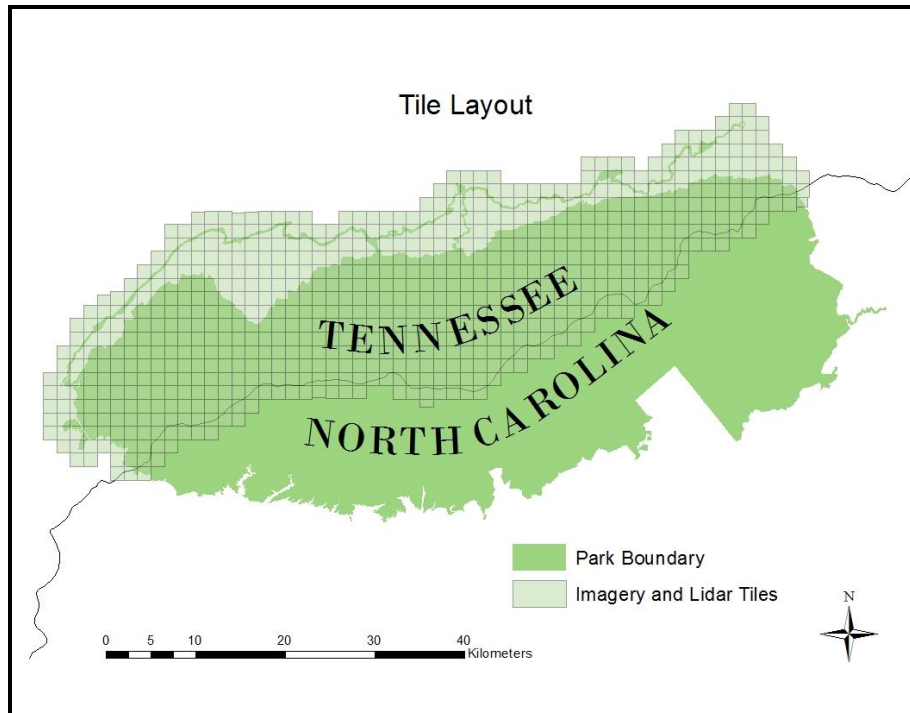 Tile Layout
TENNESSEE
NORTH CAROLINA
Park Boundary
Imagery and Lidar Tiles
N
0 5 10 20 30 40
Kilometers